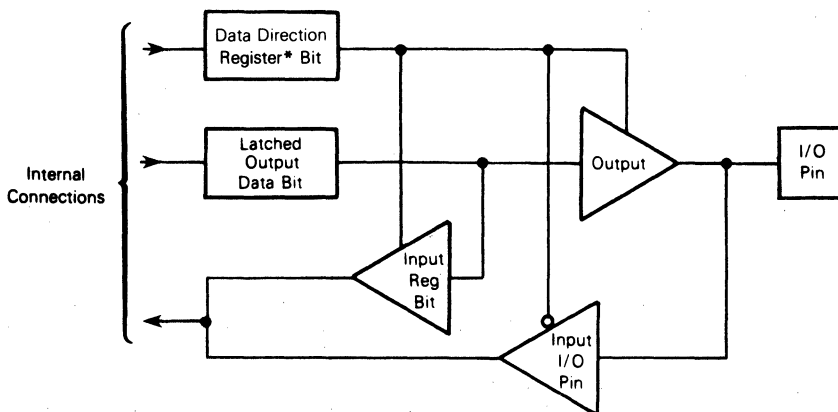 Data Direction
Register* Bit
Latched
Output
Data Bit
Internal
Connections
Output
I/O
Pin
Input
Reg
Bit
Input
I/O
Pin